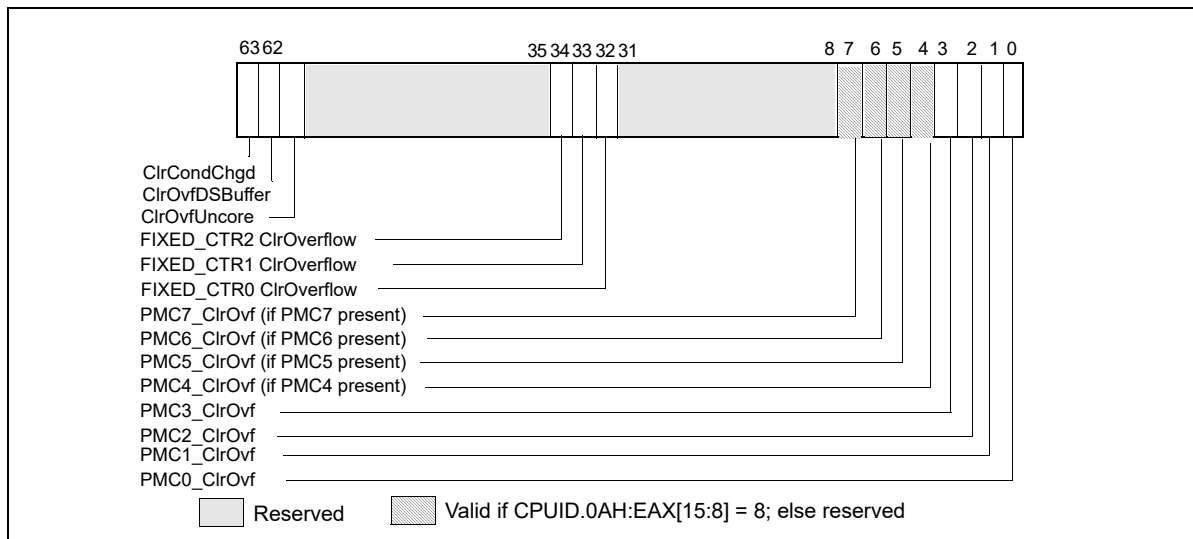 63 62 35 34 33 32 31 8 7 6 5 4 3 2 1 0
ClrCondChgd
ClrOvfDSBuffer
ClrOvfUncore
FIXED_CTR2 ClrOverflow
FIXED_CTR1 ClrOverflow
FIXED_CTR0 ClrOverflow
PMC7_ClrOvf (if PMC7 present)
PMC6_ClrOvf (if PMC6 present)
PMC5_ClrOvf (if PMC5 present)
PMC4_ClrOvf (if PMC4 present)
PMC3_ClrOvf
PMC2_ClrOvf
PMC1_ClrOvf
PMC0_ClrOvf
Reserved Valid if CPUID.0AH:EAX[15:8] = 8; else reserved